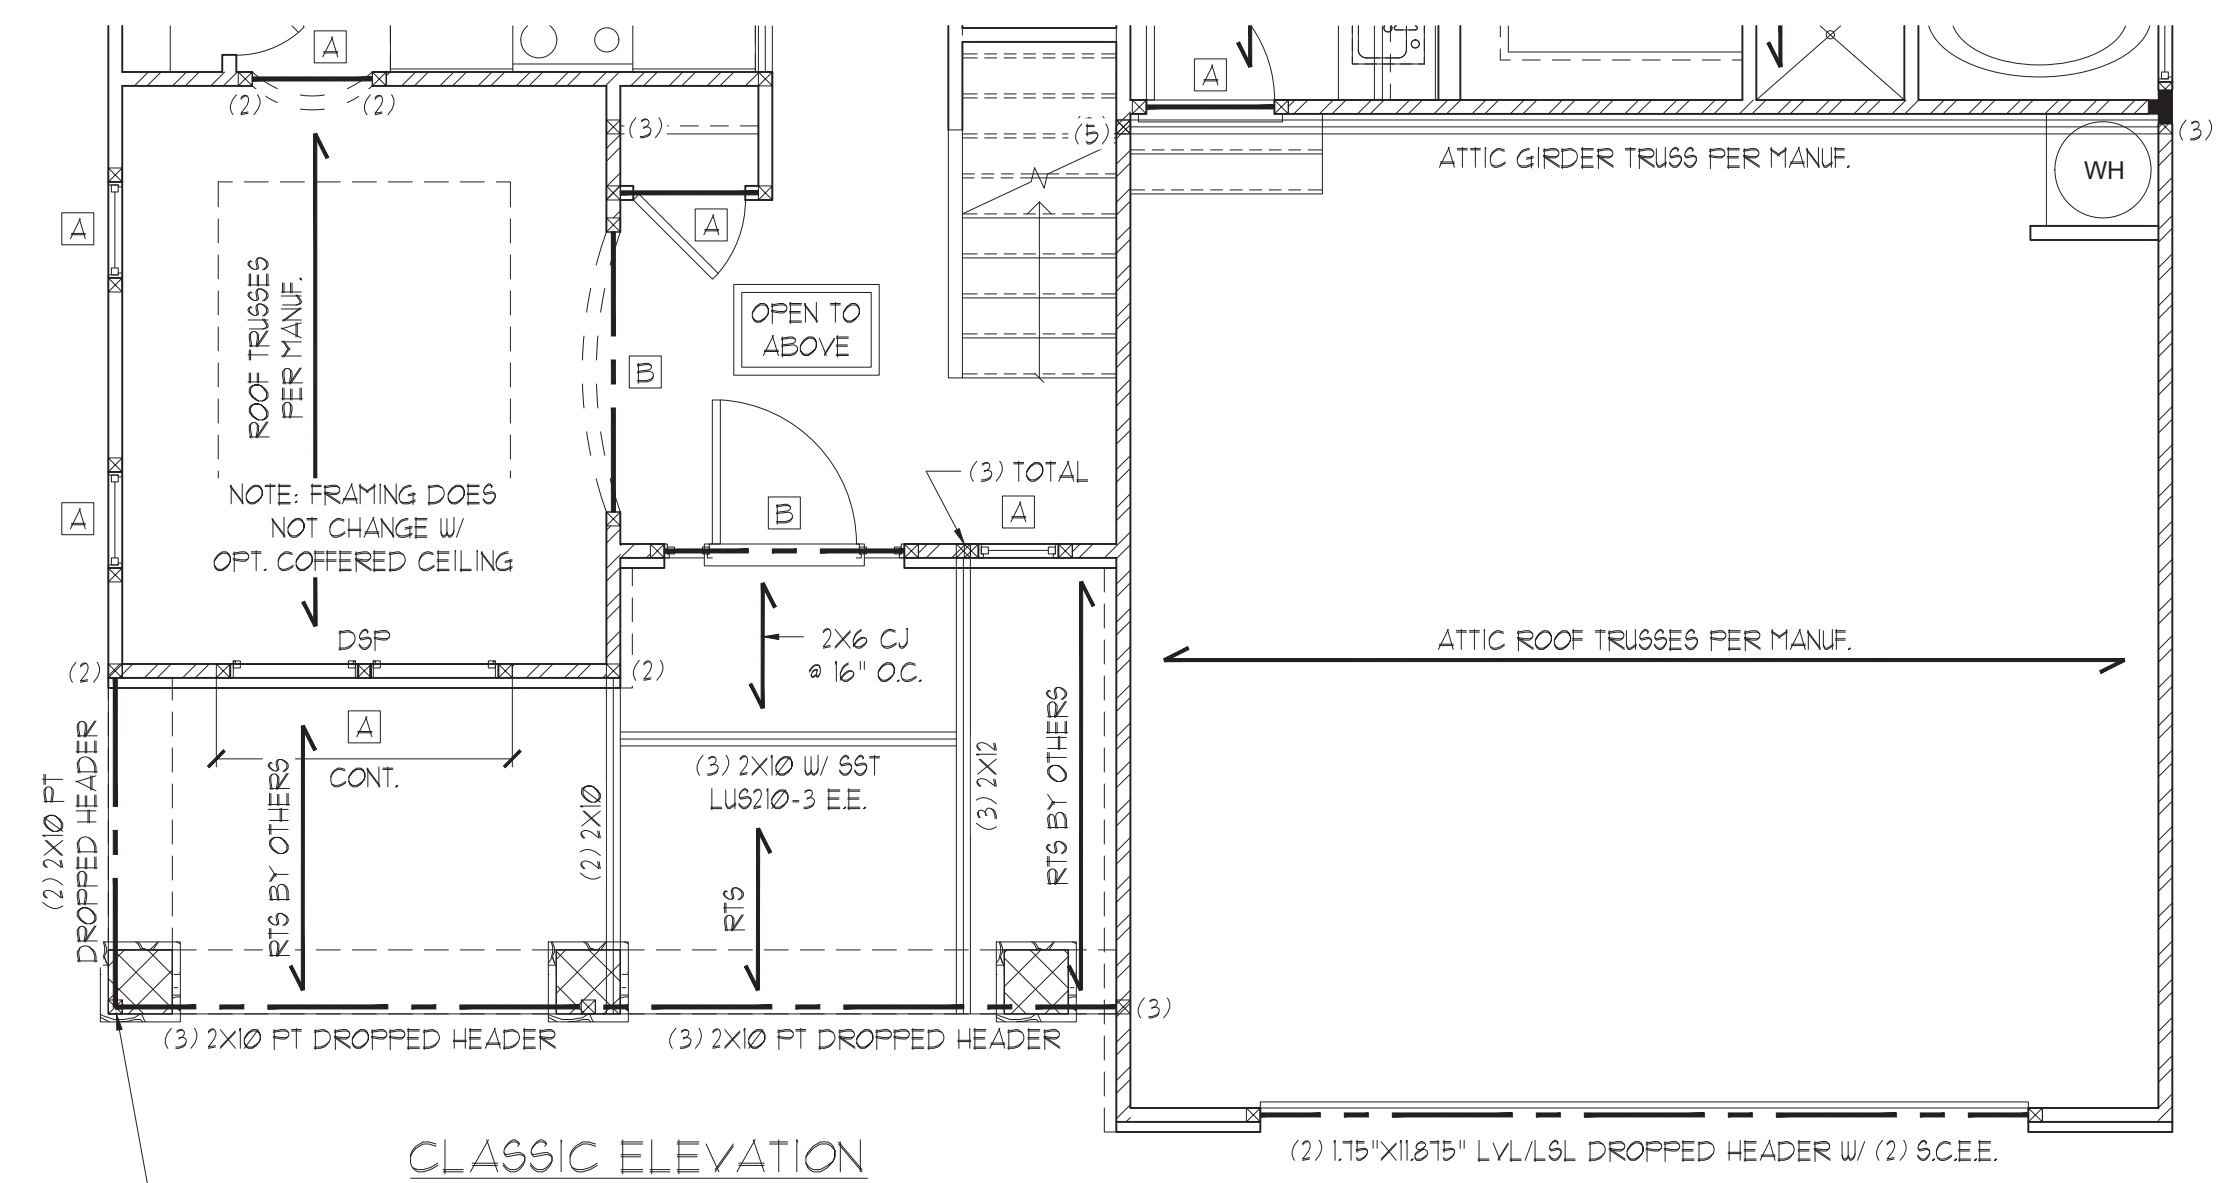 A
A
(2)
(2)
(3)
(5)
(3)
ATTIC GIRDER TRUSS PER MANUF.
WH
A
A
ROOF TRUSSES
PER MANUF.
OPEN TO
ABOVE
B
(3) TOTAL
A
B
A
NOTE: FRAMING DOES
NOT CHANGE W/
OPT. COFFERED CEILING
DSP
2X6 CJ
@ 16" O.C.
ATTIC ROOF TRUSSES PER MANUF.
(2)
(2)
A
CONT.
(2) 2X10 PT
DROPPED HEADER
RTS BY OTHERS
(2) 2X10
(3) 2X10 W/ SST
LUS210-3 E.E.
RTS
(3) 2X12
RTS BY OTHERS
(3)
(3) 2X10 PT DROPPED HEADER
(3) 2X10 PT DROPPED HEADER
CLASSIC ELEVATION
(2) 1.75"X11.875" LVL/LSL DROPPED HEADER W/ (2) S.C.E.E.